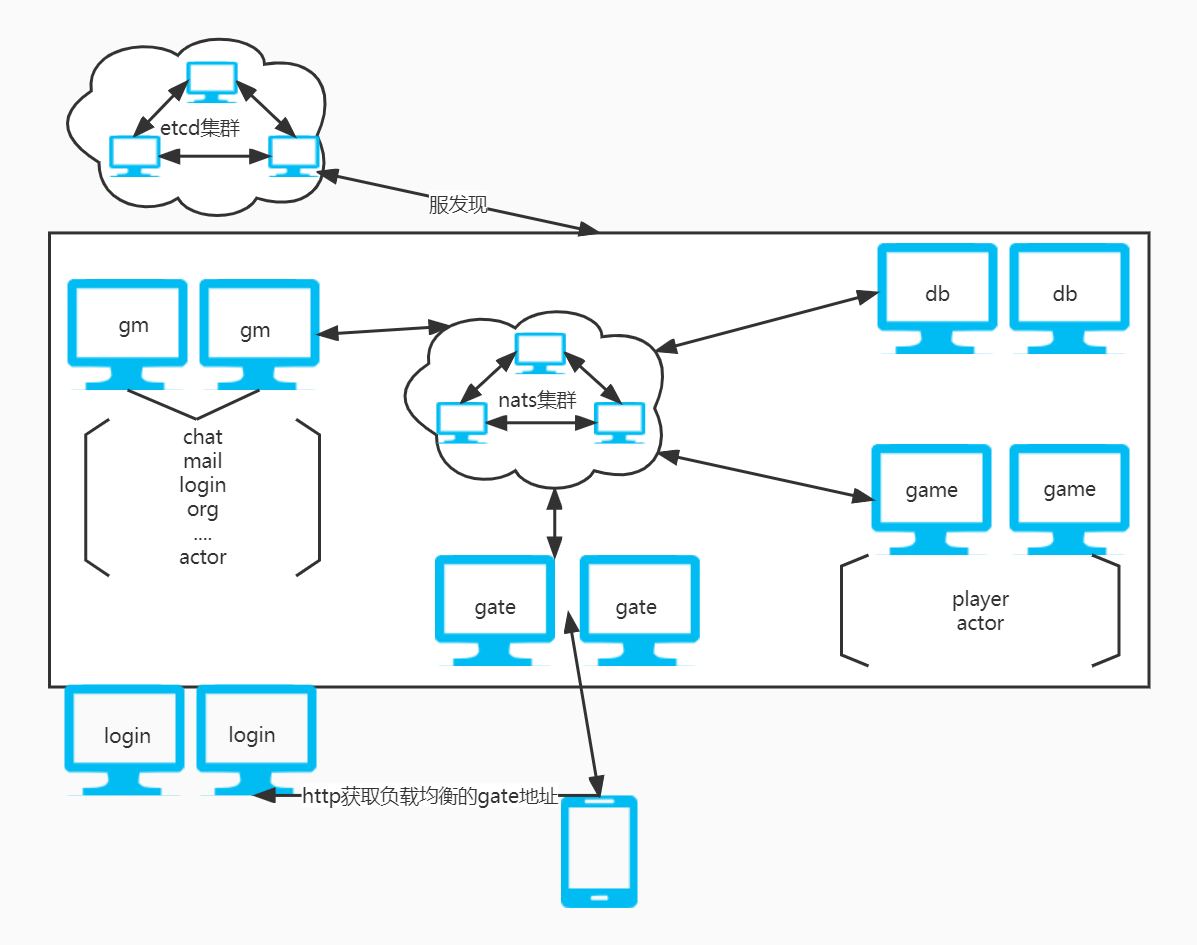 etcd集群
服发现
gm
gm
db
db
nats集群
chat
mail
login
org
....
actor
game
game
gate
gate
player
actor
login
login
http获取负载均衡的gate地址